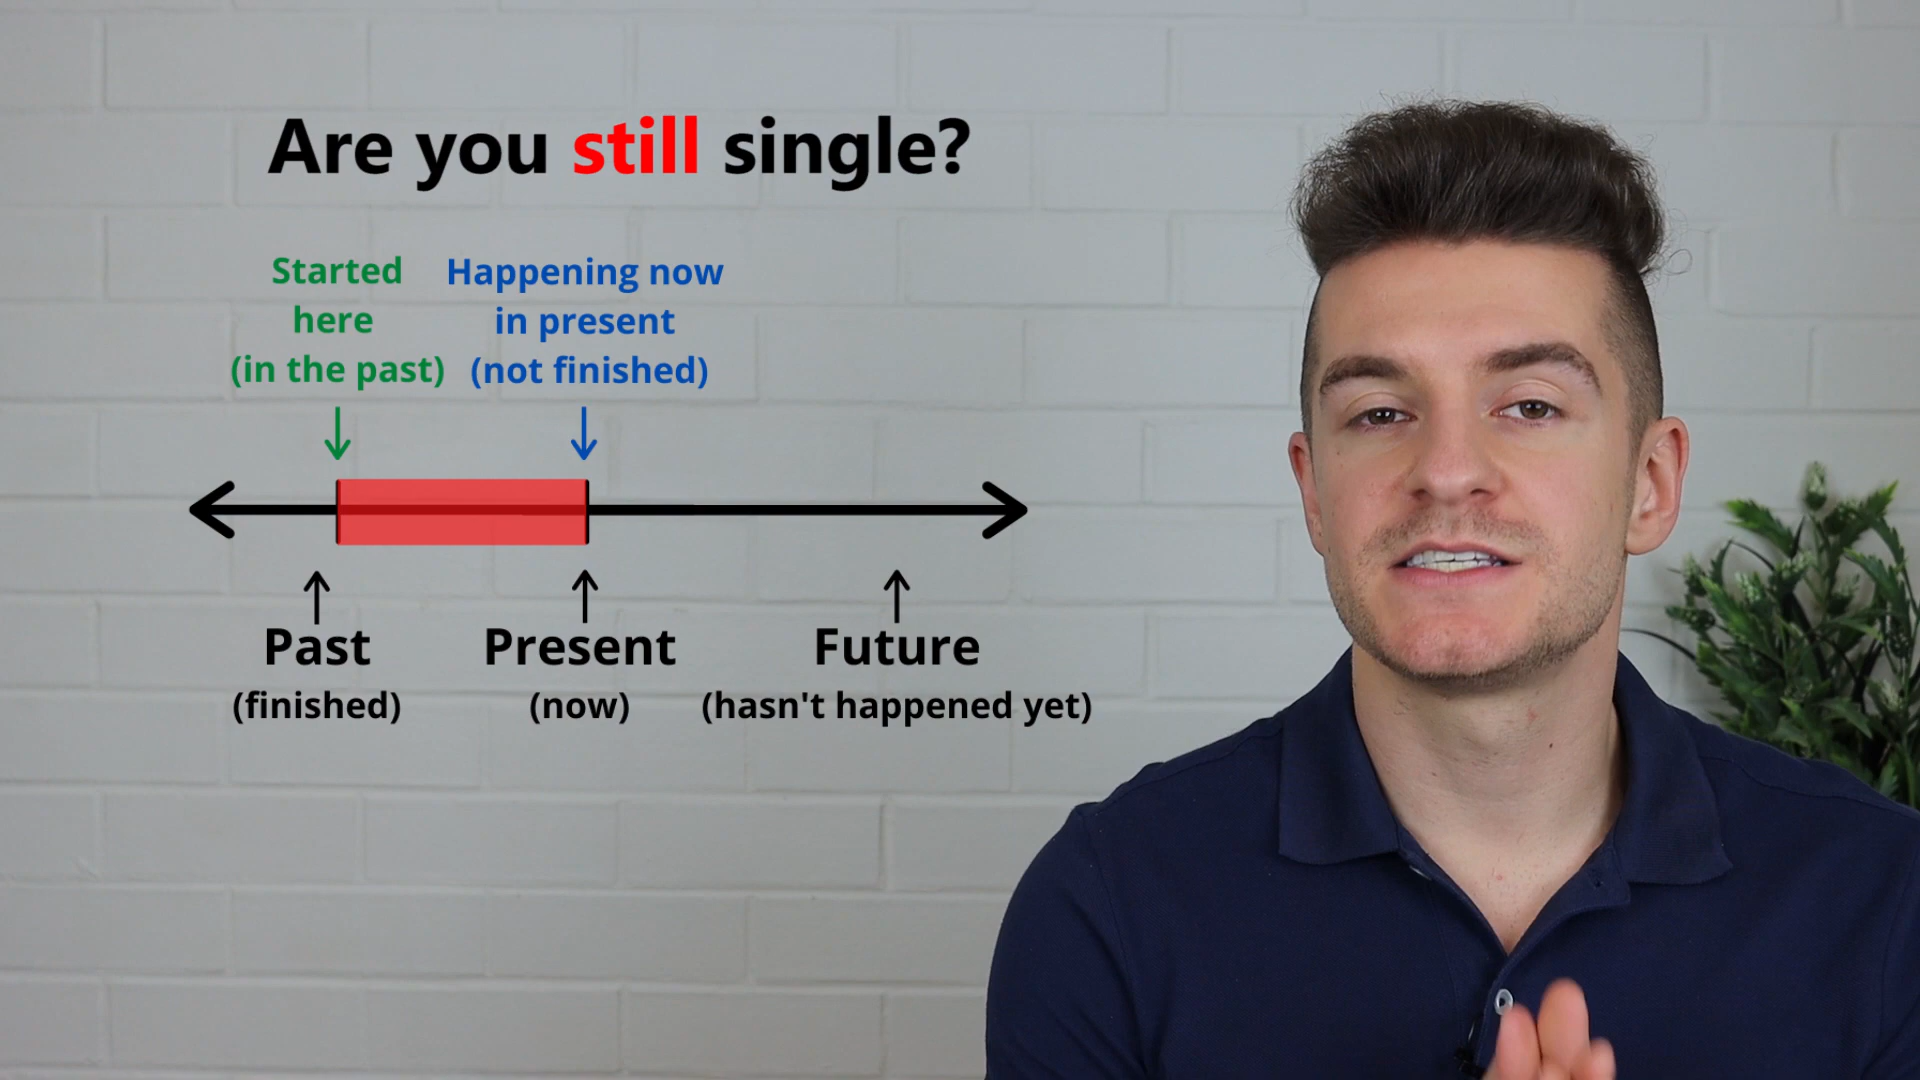 Are you still single?
Started
here
(in the past)
Happening now
in present
(not finished)
Past
(finished)
Present
(now)
Future
(hasn't happened yet)